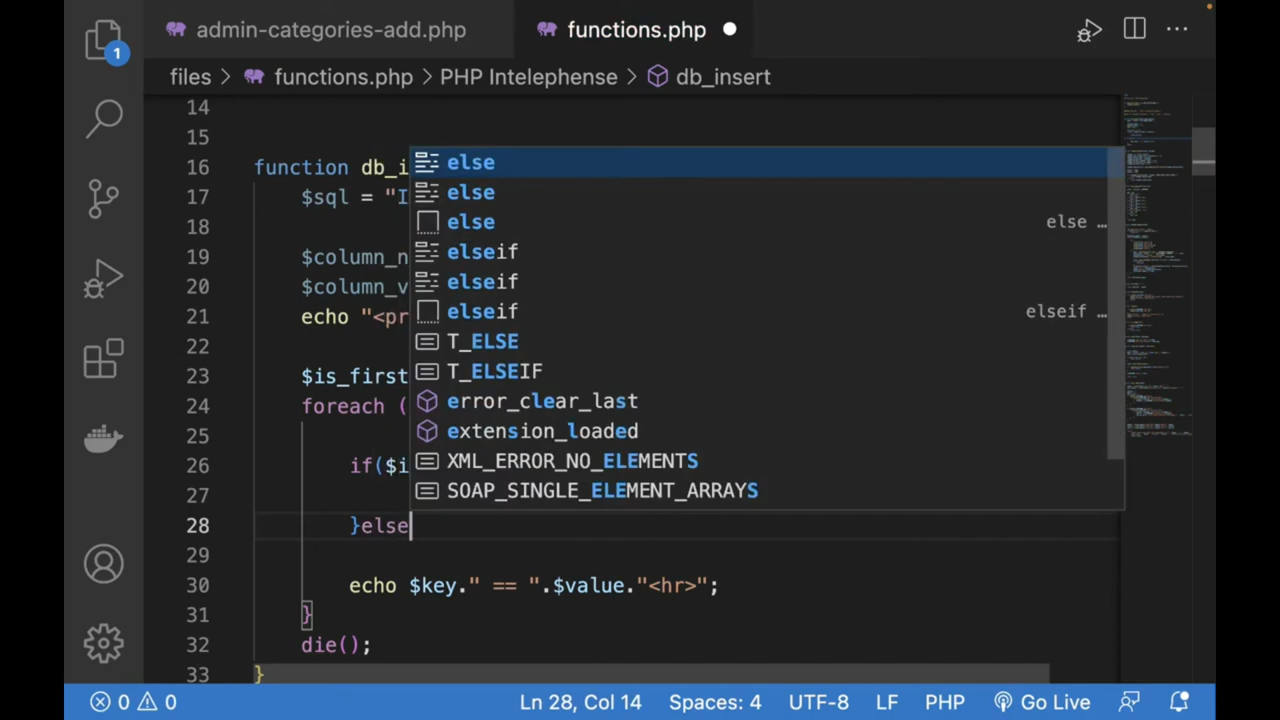 admin-categories-add.php functions.php
1
files > functions.php > PHP Intelephense > db_insert
14
15
16 function db_i
17 $sql = "I
18
19 $column_n
20 $column_v
21 echo "<pr
22
23 $is_first
24 foreach (
25
26 if($i
27
28 }else
29
30 echo $key." == ".$value."<hr>";
31 }
32 die();
33 }
else
else
else else ...
elseif
elseif
elseif elseif ...
T_ELSE
T_ELSEIF
error_clear_last
extension_loaded
XML_ERROR_NO_ELEMENTS
SOAP_SINGLE_ELEMENT_ARRAYS
0 0 Ln 28, Col 14 Spaces: 4 UTF-8 LF PHP Go Live